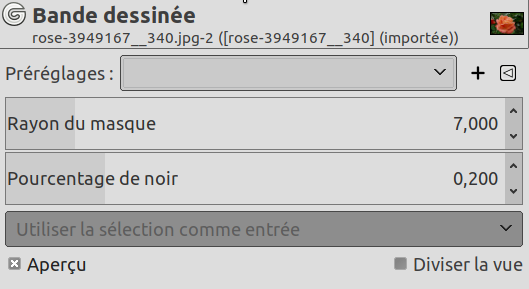 Bande dessinée
rose-3949167__340.jpg-2 ([rose-3949167__340] (importée))
Préréglages :
Rayon du masque 7,000
Pourcentage de noir 0,200
Utiliser la sélection comme entrée
Aperçu Diviser la vue